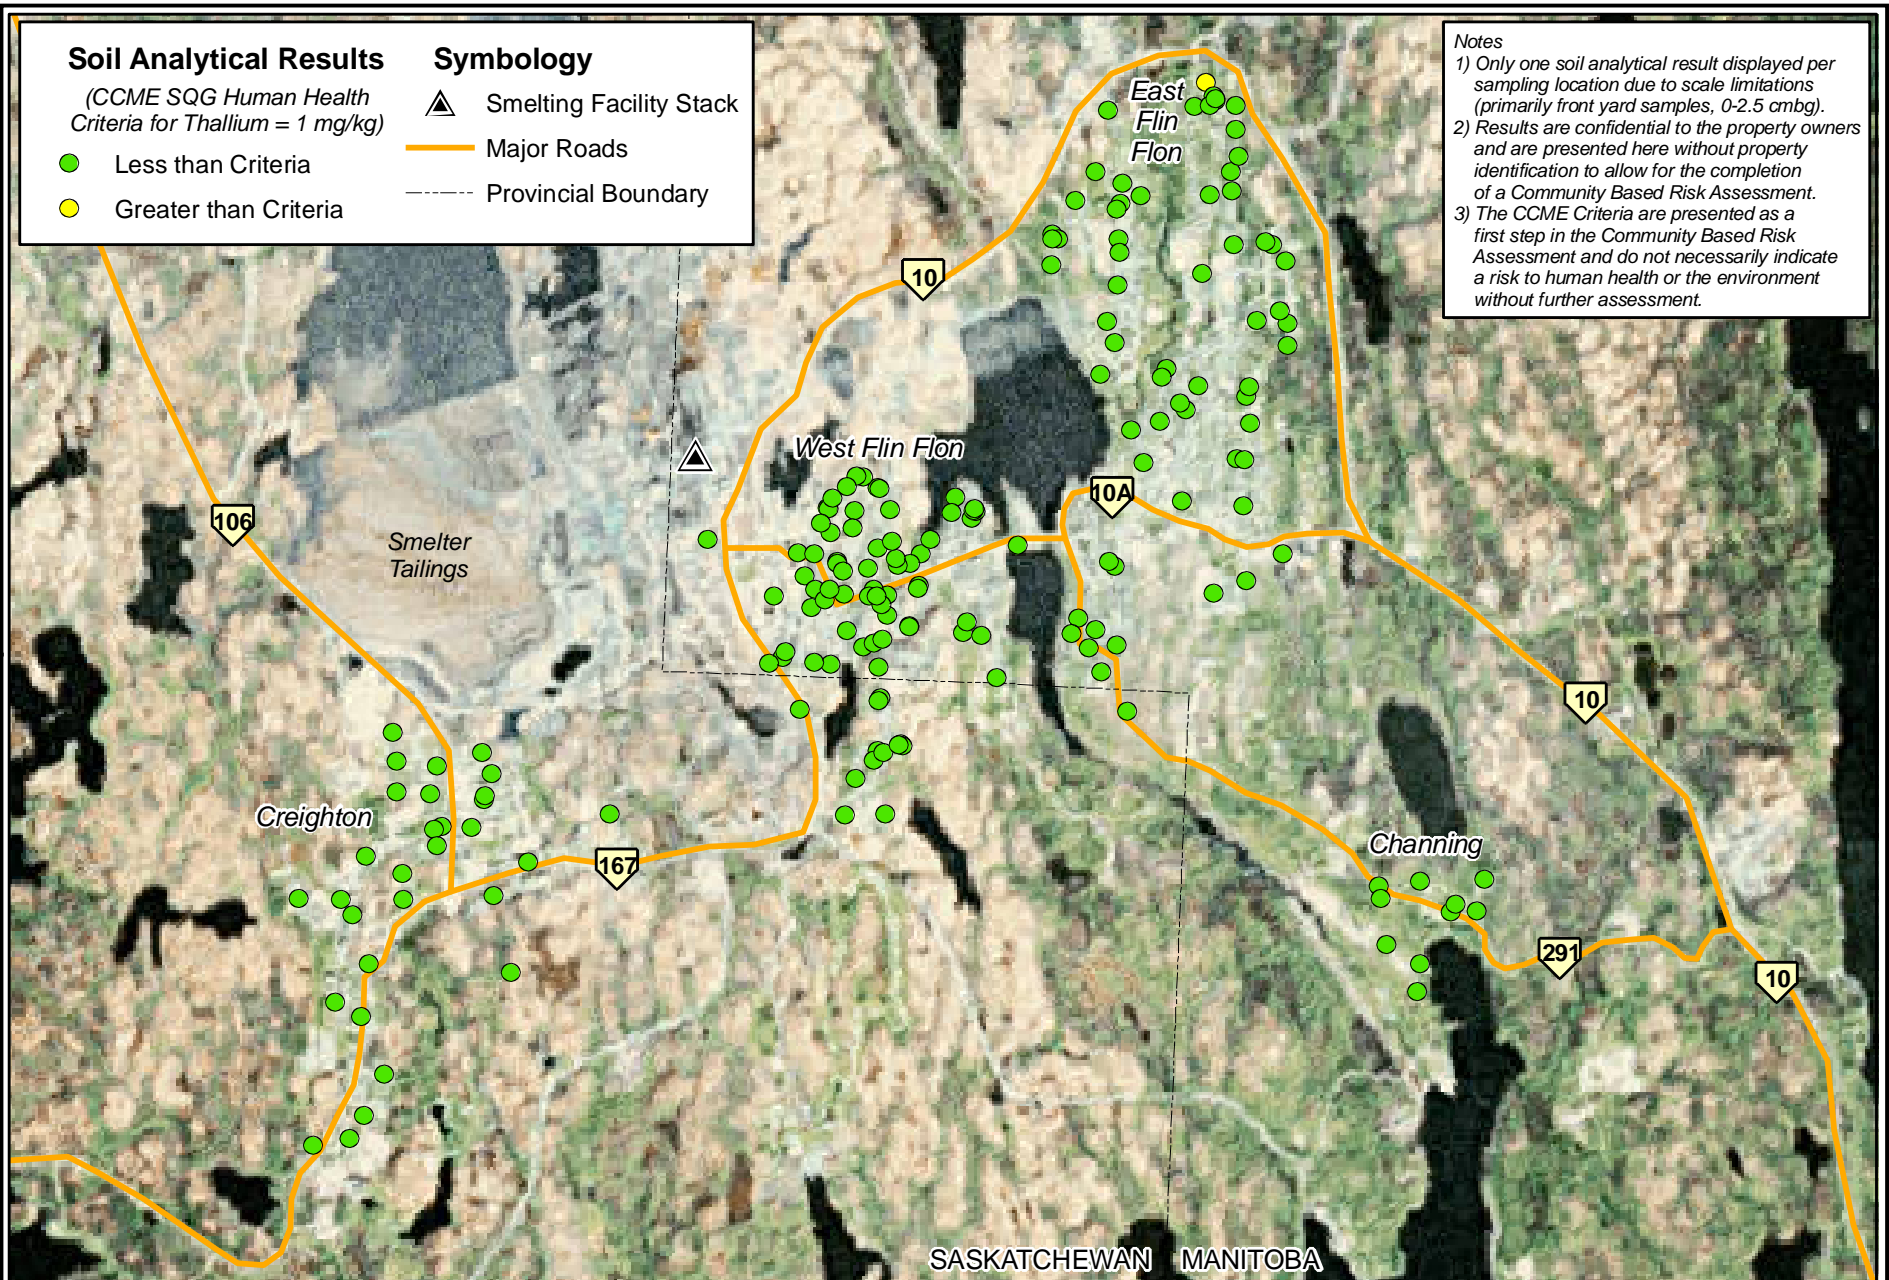 Soil Analytical Results
(CCME SQG Human Health
Criteria for Thallium = 1 mg/kg)
Less than Criteria
Greater than Criteria
Symbology
Smelting Facility Stack
Major Roads
Provincial Boundary
Notes
1) Only one soil analytical result displayed per
sampling location due to scale limitations
(primarily front yard samples, 0-2.5 cmbg).
2) Results are confidential to the property owners
and are presented here without property
identification to allow for the completion
of a Community Based Risk Assessment.
3) The CCME Criteria are presented as a
first step in the Community Based Risk
Assessment and do not necessarily indicate
a risk to human health or the environment
without further assessment.
East
Flin
Flon
10
West Flin Flon
10A
106
Smelter
Tailings
10
Creighton
Channing
167
291
10
SASKATCHEWAN MANITOBA